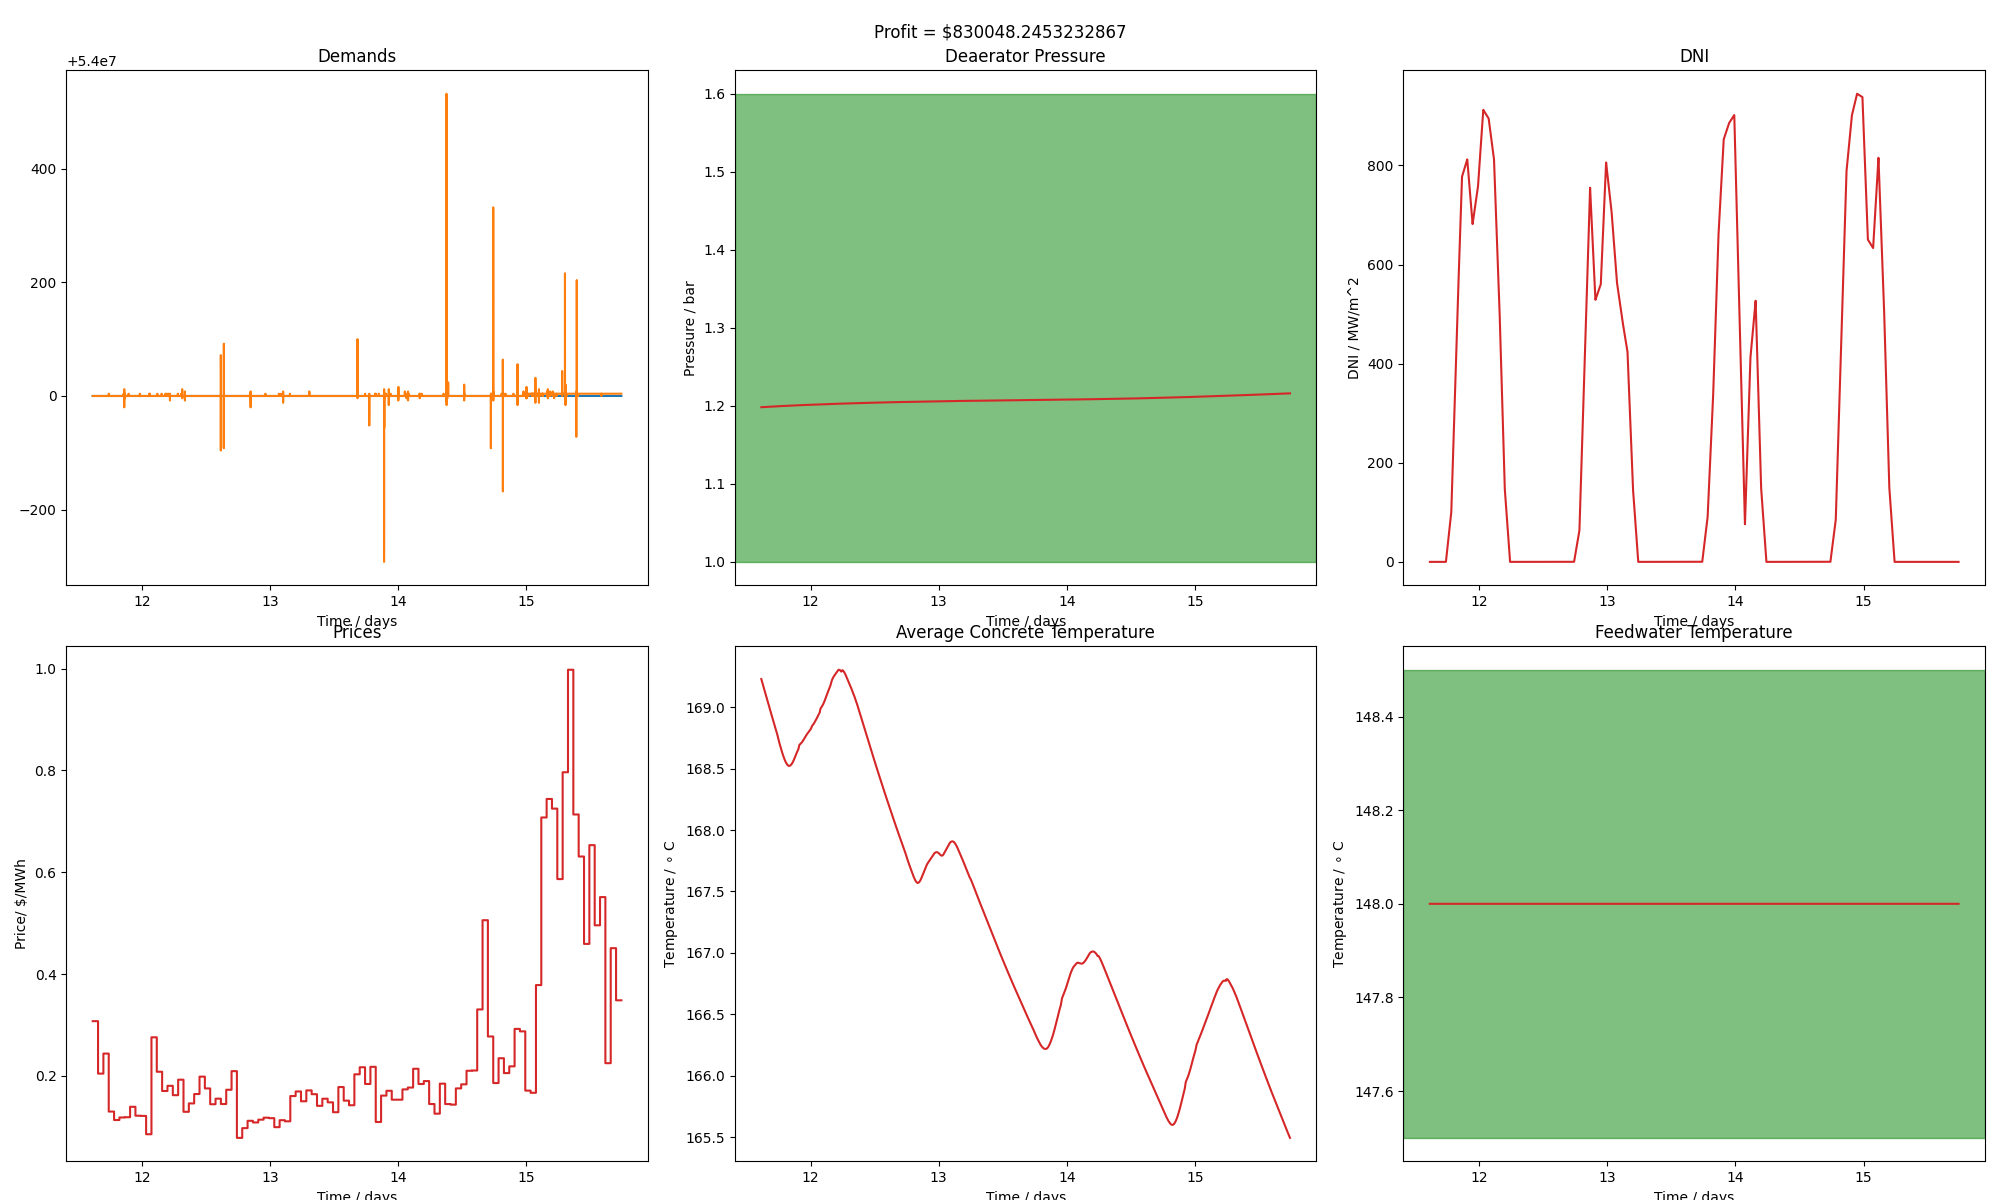 Profit = $830048.2453232867
Demands
+5.4e7
400
200
0
−200
12 13 14 15
Time / days
Deaerator Pressure
Pressure / bar
1.6
1.5
1.4
1.3
1.2
1.1
1.0
12 13 14 15
Time / days
DNI
DNI / MW/m^2
800
600
400
200
0
12 13 14 15
Time / days
Prices
Price/ $/MWh
1.0
0.8
0.6
0.4
0.2
12 13 14 15
Time / days
Average Concrete Temperature
Temperature / ∘ C
169.0
168.5
168.0
167.5
167.0
166.5
166.0
165.5
12 13 14 15
Time / days
Feedwater Temperature
Temperature / ∘ C
148.4
148.2
148.0
147.8
147.6
12 13 14 15
Time / days